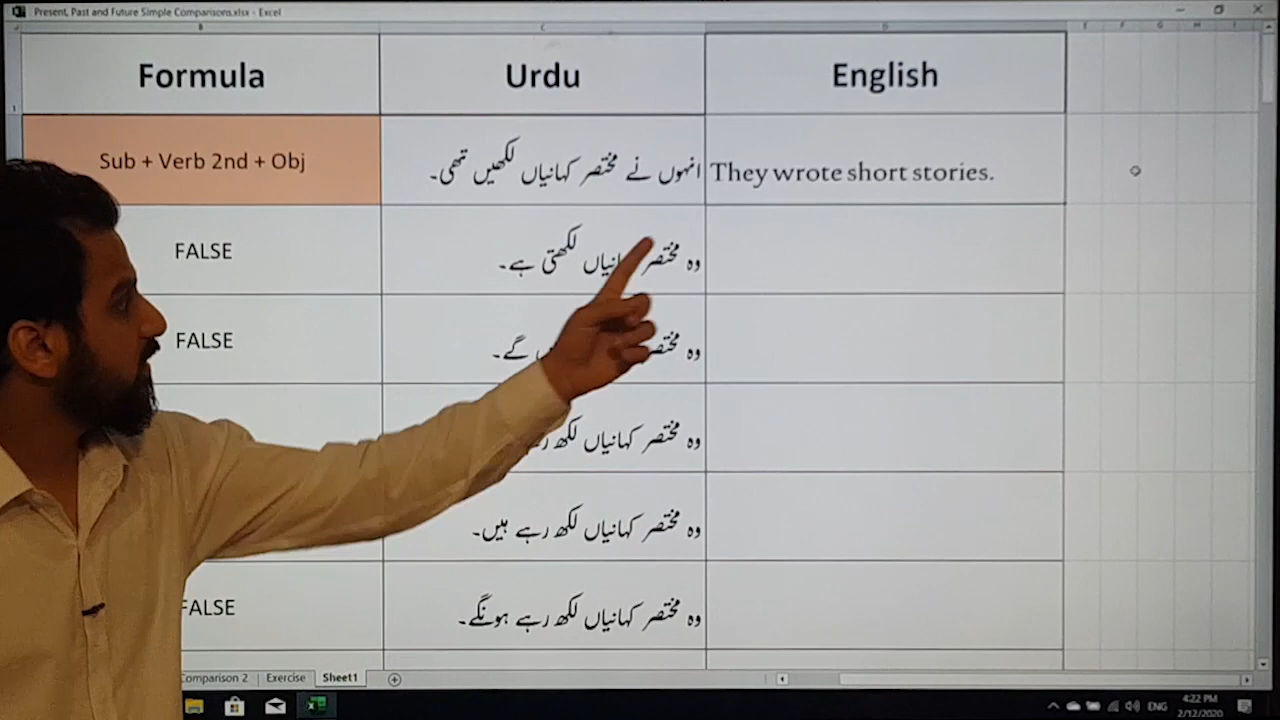 Present, Past and Future Simple Comparisons.xlsx - Excel
B C D E F G H I
Formula Urdu English
1
Sub + Verb 2nd + Obj انہوں نے مختصر کہانیاں لکھیں تھی۔ They wrote short stories.
FALSE وہ مختصر لکھتی ہے۔
FALSE وہ مختصر گے۔
وہ مختصر کہانیاں لکھ
وہ مختصر کہانیاں لکھ رہے ہیں۔
FALSE وہ مختصر کہانیاں لکھ رہے ہونگے۔
Comparison 2 Exercise Sheet1
ENG 4:22 PM
2/12/2020